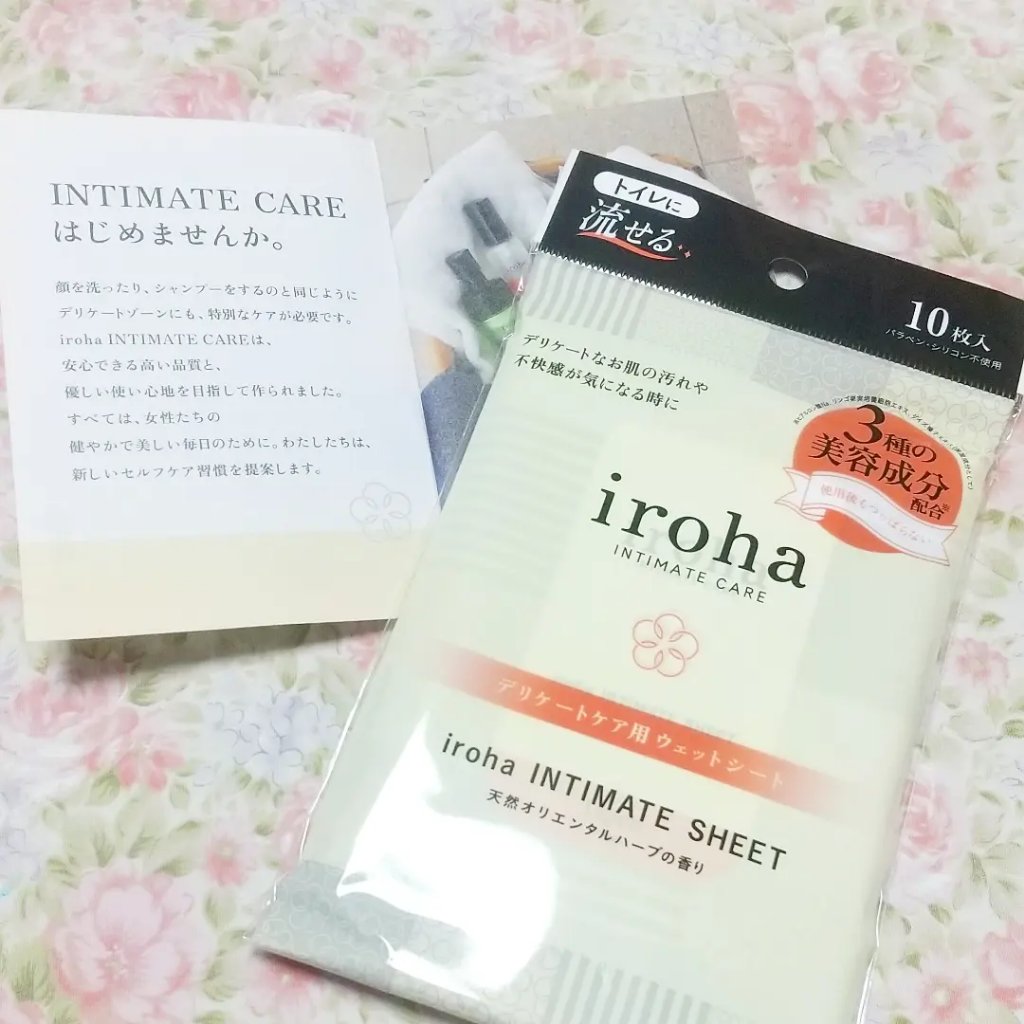 INTIMATE CARE
はじめませんか。
顔を洗ったり、シャンプーをするのと同じように
デリケートゾーンにも、特別なケアが必要です。
iroha INTIMATE CAREは、
安心できる高い品質と、
優しい使い心地を目指して作られました。
すべては、女性たちの
健やかで美しい毎日のために。わたしたちは、
新しいセルフケア習慣を提案します。
トイレに
流せる
10枚入
パラベン・シリコン不使用
デリケートなお肌の汚れや
不快感が気になる時に
3種の
美容成分
配合※
使用後もつっぱらない
iroha
INTIMATE CARE
デリケートケア用 ウェットシート
iroha INTIMATE SHEET
天然オリエンタルハーブの香り